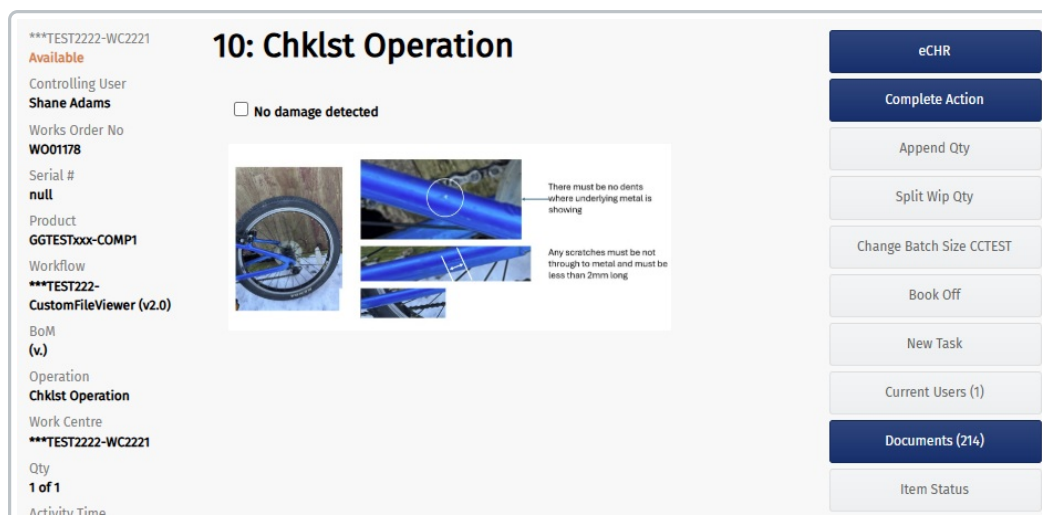 ***TEST2222-WC2221
Available
Controlling User
Shane Adams
Works Order No
WO01178
Serial #
null
Product
GGTESTxxx-COMP1
Workflow
***TEST222-
CustomFileViewer (v2.0)
BoM
(v.)
Operation
Chklst Operation
Work Centre
***TEST2222-WC2221
Qty
1 of 1
Activity Time
10: Chklst Operation
No damage detected
There must be no dents
where underlying metal is
showing
Any scratches must be not
through to metal and must be
less than 2mm long
eCHR
Complete Action
Append Qty
Split Wip Qty
Change Batch Size CCTEST
Book Off
New Task
Current Users (1)
Documents (214)
Item Status